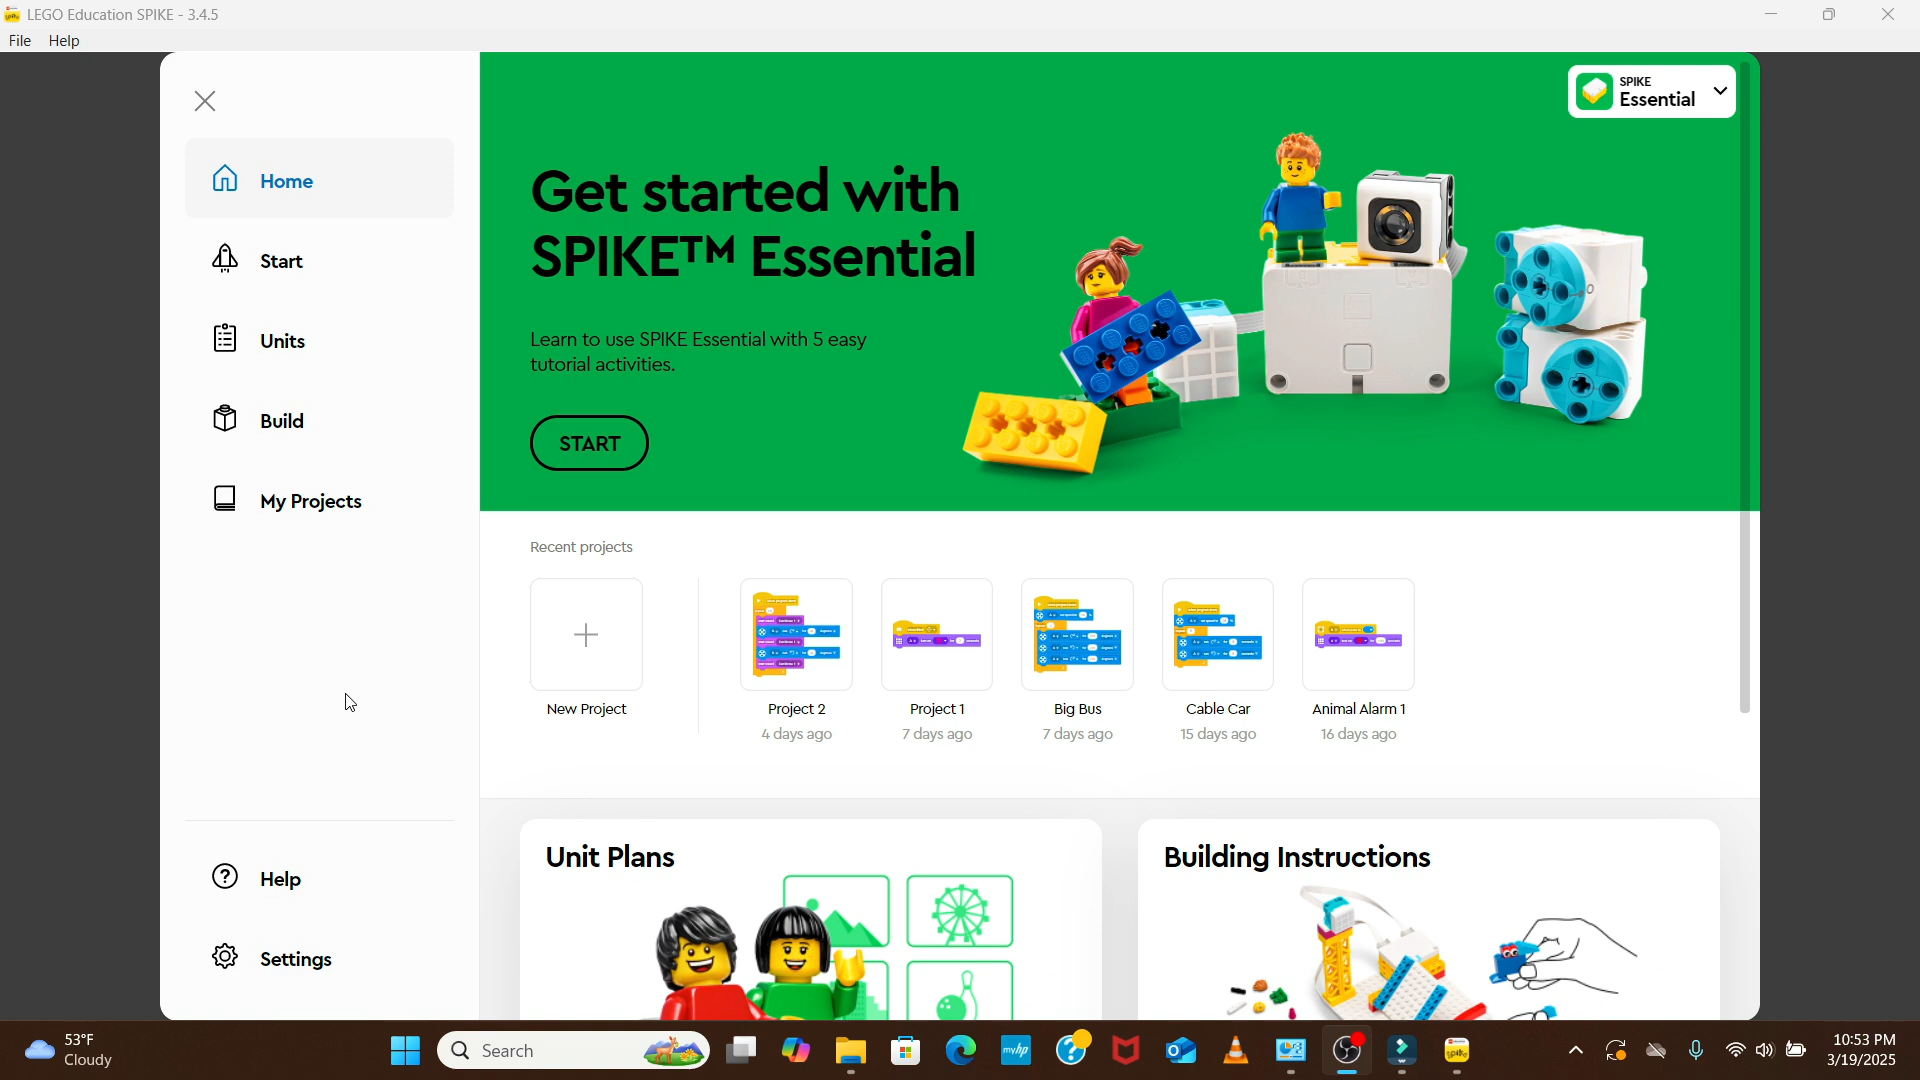 LEGO Education SPIKE - 3.4.5
File Help
Home
Start
Units
Build
My Projects
Help
Settings
SPIKE
Essential
Get started with
SPIKE™ Essential
Learn to use SPIKE Essential with 5 easy
tutorial activities.
START
Recent projects
New Project
Project 2
4 days ago
Project 1
7 days ago
Big Bus
7 days ago
Cable Car
15 days ago
Animal Alarm 1
16 days ago
Unit Plans
Building Instructions
53°F
Cloudy
Search
myhp
10:53 PM
3/19/2025